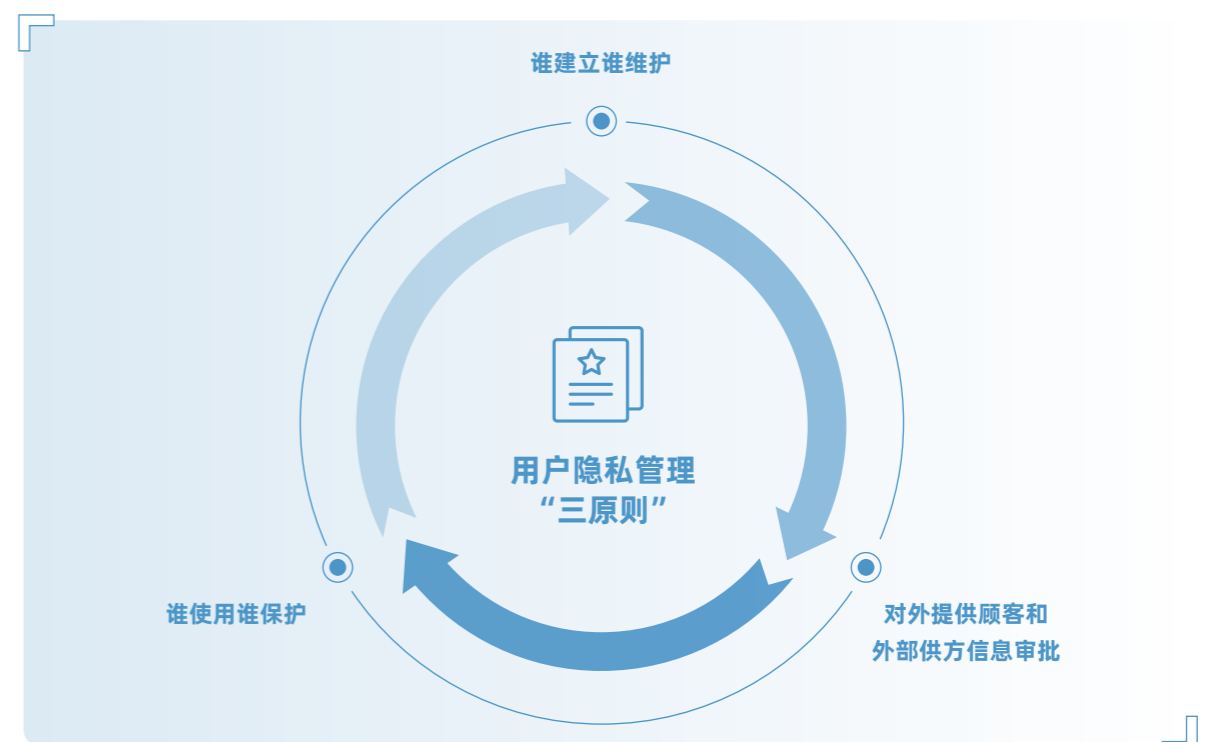 谁建立谁维护
用户隐私管理
“三原则”
谁使用谁保护
对外提供顾客和
外部供方信息审批